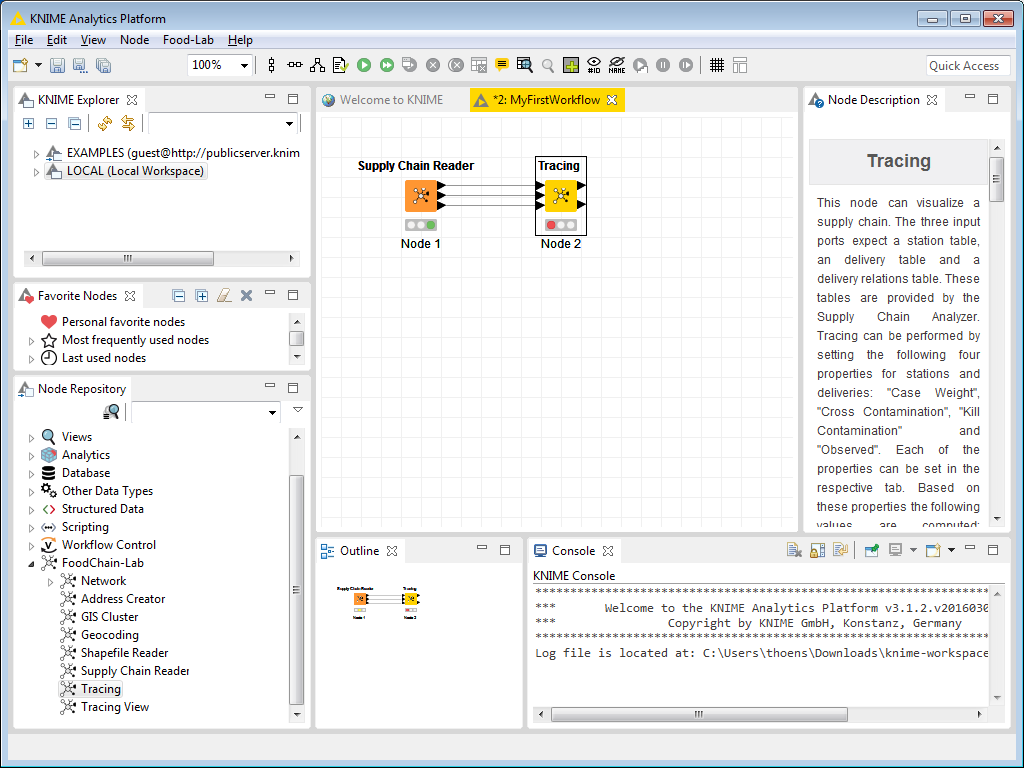 KNIME Analytics Platform
File Edit View Node Food-Lab Help
100%
#ID
NAME
Quick Access
KNIME Explorer
EXAMPLES (guest@http://publicserver.knim
LOCAL (Local Workspace)
Favorite Nodes
Personal favorite nodes
Most frequently used nodes
Last used nodes
Node Repository
Views
Analytics
Database
Other Data Types
Structured Data
Scripting
Workflow Control
FoodChain-Lab
Network
Address Creator
GIS Cluster
Geocoding
Shapefile Reader
Supply Chain Reader
Tracing
Tracing View
Welcome to KNIME
*2: MyFirstWorkflow
Supply Chain Reader
Node 1
Tracing
Node 2
Outline
Supply Chain Reader
Tracing
Node 1
Node 2
Console
KNIME Console
********************************************************************
*** Welcome to the KNIME Analytics Platform v3.1.2.v2016030
*** Copyright by KNIME GmbH, Konstanz, Germany
********************************************************************
Log file is located at: C:\Users\thoens\Downloads\knime-workspace
Node Description
Tracing
This node can visualize a
supply chain. The three input
ports expect a station table,
an delivery table and a
delivery relations table. These
tables are provided by the
Supply Chain Analyzer.
Tracing can be performed by
setting the following four
properties for stations and
deliveries: "Case Weight",
"Cross Contamination", "Kill
Contamination" and
"Observed". Each of the
properties can be set in the
respective tab. Based on
these properties the following
values are computed: